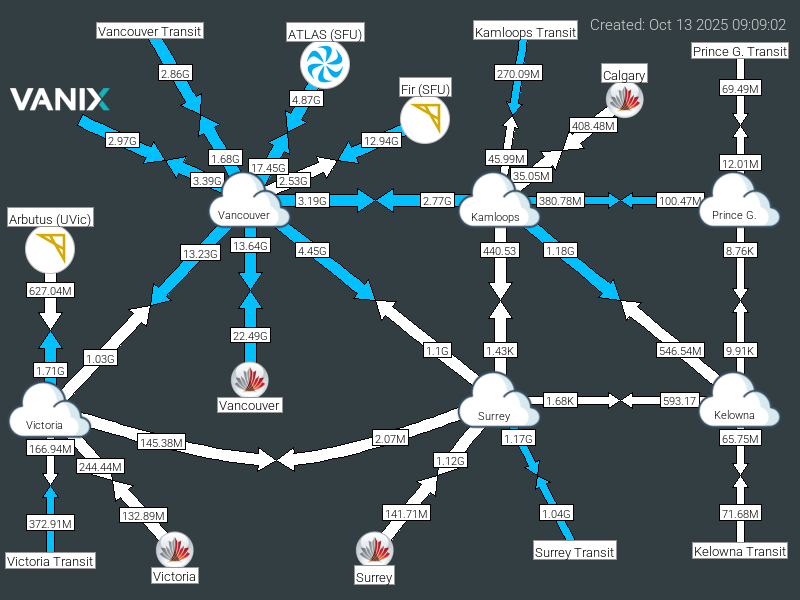 Created: Oct 13 2025 09:09:02
Vancouver Transit
ATLAS (SFU)
Kamloops Transit
Prince G. Transit
2.86G
270.09M
Calgary
69.49M
VANIX
4.87G
Fir (SFU)
408.48M
2.97G
12.94G
1.68G
45.99M
12.01M
17.45G
35.05M
3.39G
2.53G
3.19G
2.77G
380.78M
100.47M
Arbutus (UVic)
Vancouver
Kamloops
Prince G.
13.23G
13.64G
4.45G
440.53
1.18G
8.76K
627.04M
22.49G
1.03G
1.1G
1.43K
546.54M
9.91K
1.71G
Vancouver
1.68K
593.17
Victoria
Surrey
Kelowna
166.94M
145.38M
2.07M
1.17G
65.75M
244.44M
1.12G
372.91M
132.89M
141.71M
1.04G
71.68M
Victoria Transit
Victoria
Surrey
Surrey Transit
Kelowna Transit